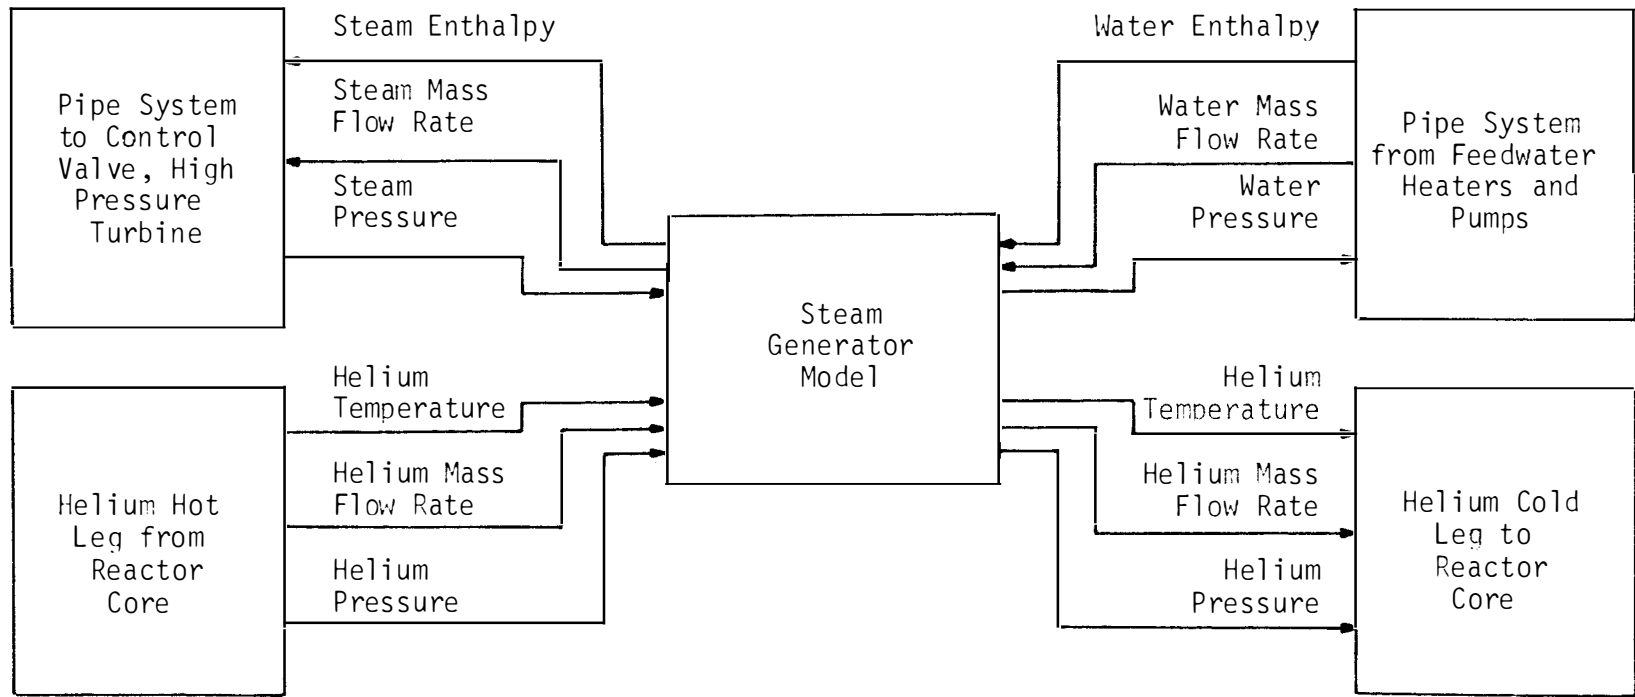 Pipe System
to Control
Valve, High
Pressure
Turbine
Steam Enthalpy
Steam Mass
Flow Rate
Steam
Pressure
Water Enthalpy
Water Mass
Flow Rate
Water
Pressure
Pipe System
from Feedwater
Heaters and
Pumps
Steam
Generator
Model
Helium Hot
Leg from
Reactor
Core
Helium
Temperature
Helium Mass
Flow Rate
Helium
Pressure
Helium
Temperature
Helium Mass
Flow Rate
Helium
Pressure
Helium Cold
Leg to
Reactor
Core